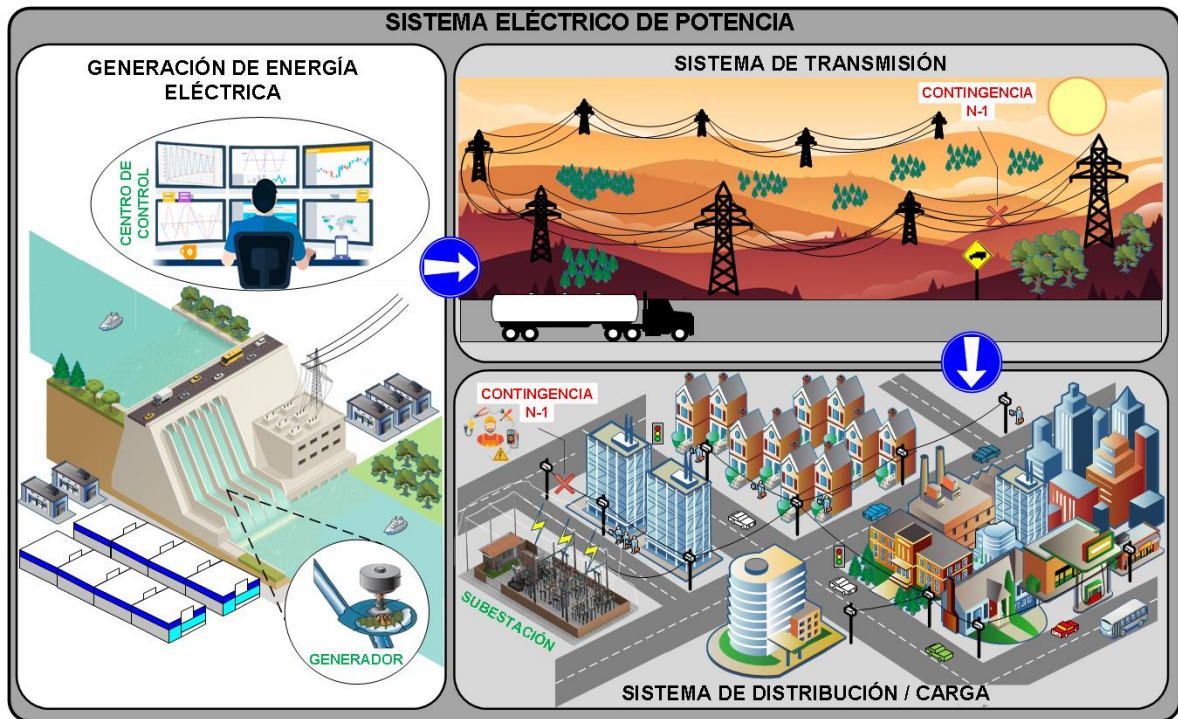 SISTEMA ELÉCTRICO DE POTENCIA
GENERACIÓN DE ENERGÍA
ELÉCTRICA
CENTRO DE
CONTROL
GENERADOR
SISTEMA DE TRANSMISIÓN
CONTINGENCIA
N-1
CONTINGENCIA
N-1
SUBESTACIÓN
SISTEMA DE DISTRIBUCIÓN / CARGA